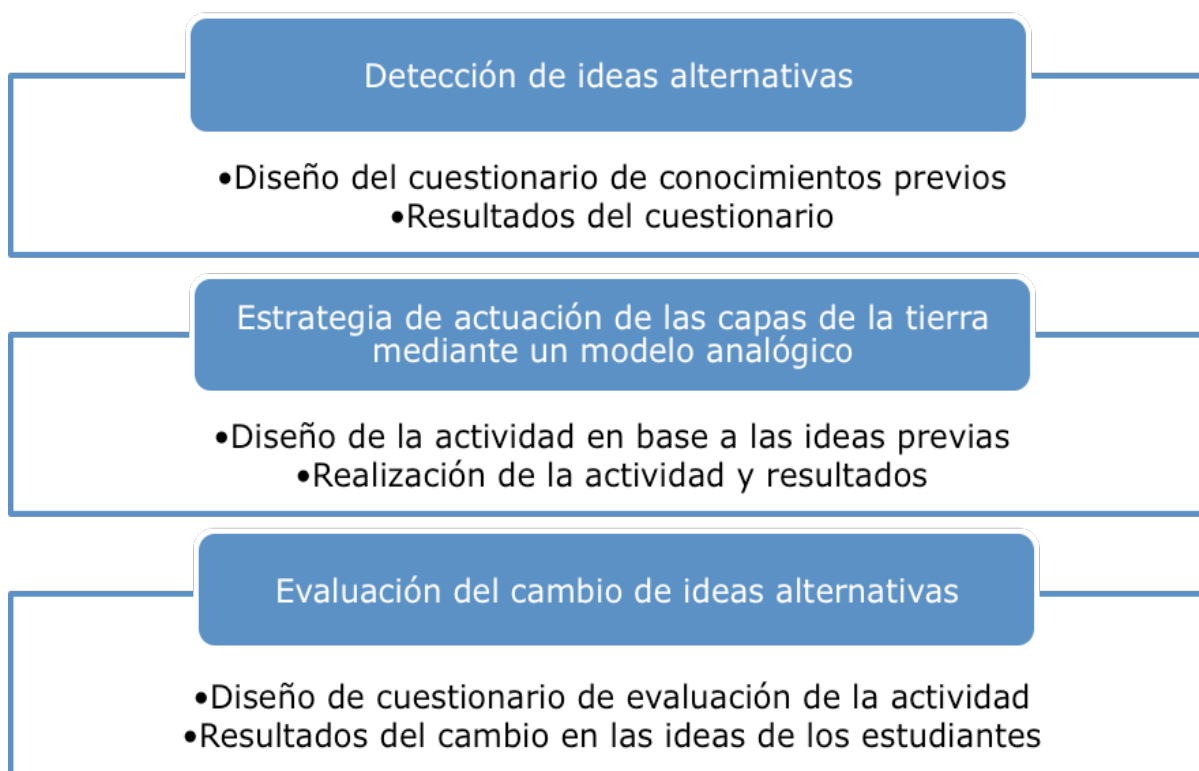 Detección de ideas alternativas
•Diseño del cuestionario de conocimientos previos
•Resultados del cuestionario
Estrategia de actuación de las capas de la tierra
mediante un modelo analógico
•Diseño de la actividad en base a las ideas previas
•Realización de la actividad y resultados
Evaluación del cambio de ideas alternativas
•Diseño de cuestionario de evaluación de la actividad
•Resultados del cambio en las ideas de los estudiantes